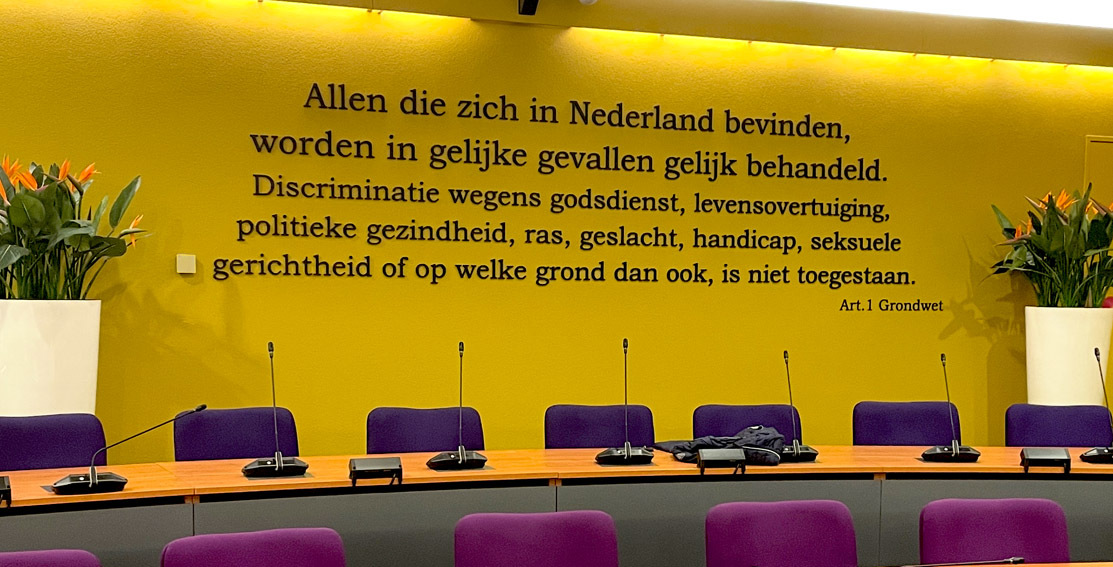 Allen die zich in Nederland bevinden,
worden in gelijke gevallen gelijk behandeld.
Discriminatie wegens godsdienst, levensovertuiging,
politieke gezindheid, ras, geslacht, handicap, seksuele
gerichtheid of op welke grond dan ook, is niet toegestaan.
Art.1 Grondwet